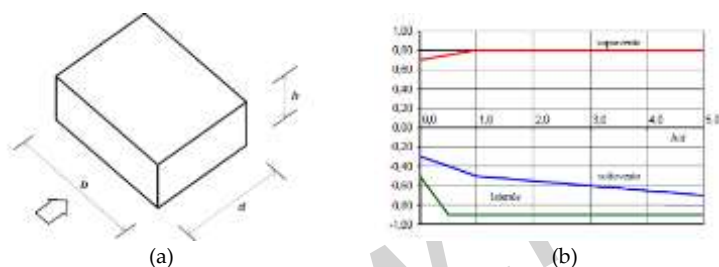 h
b
d
(a)
1,00
0,80
0,60
0,40
0,20
0,00
-0,20
-0,40
-0,60
-0,80
-1,00
sopravento
0,0 1,0 2,0 3,0 4,0 5,0
h/d
sottovento
laterale
(b)